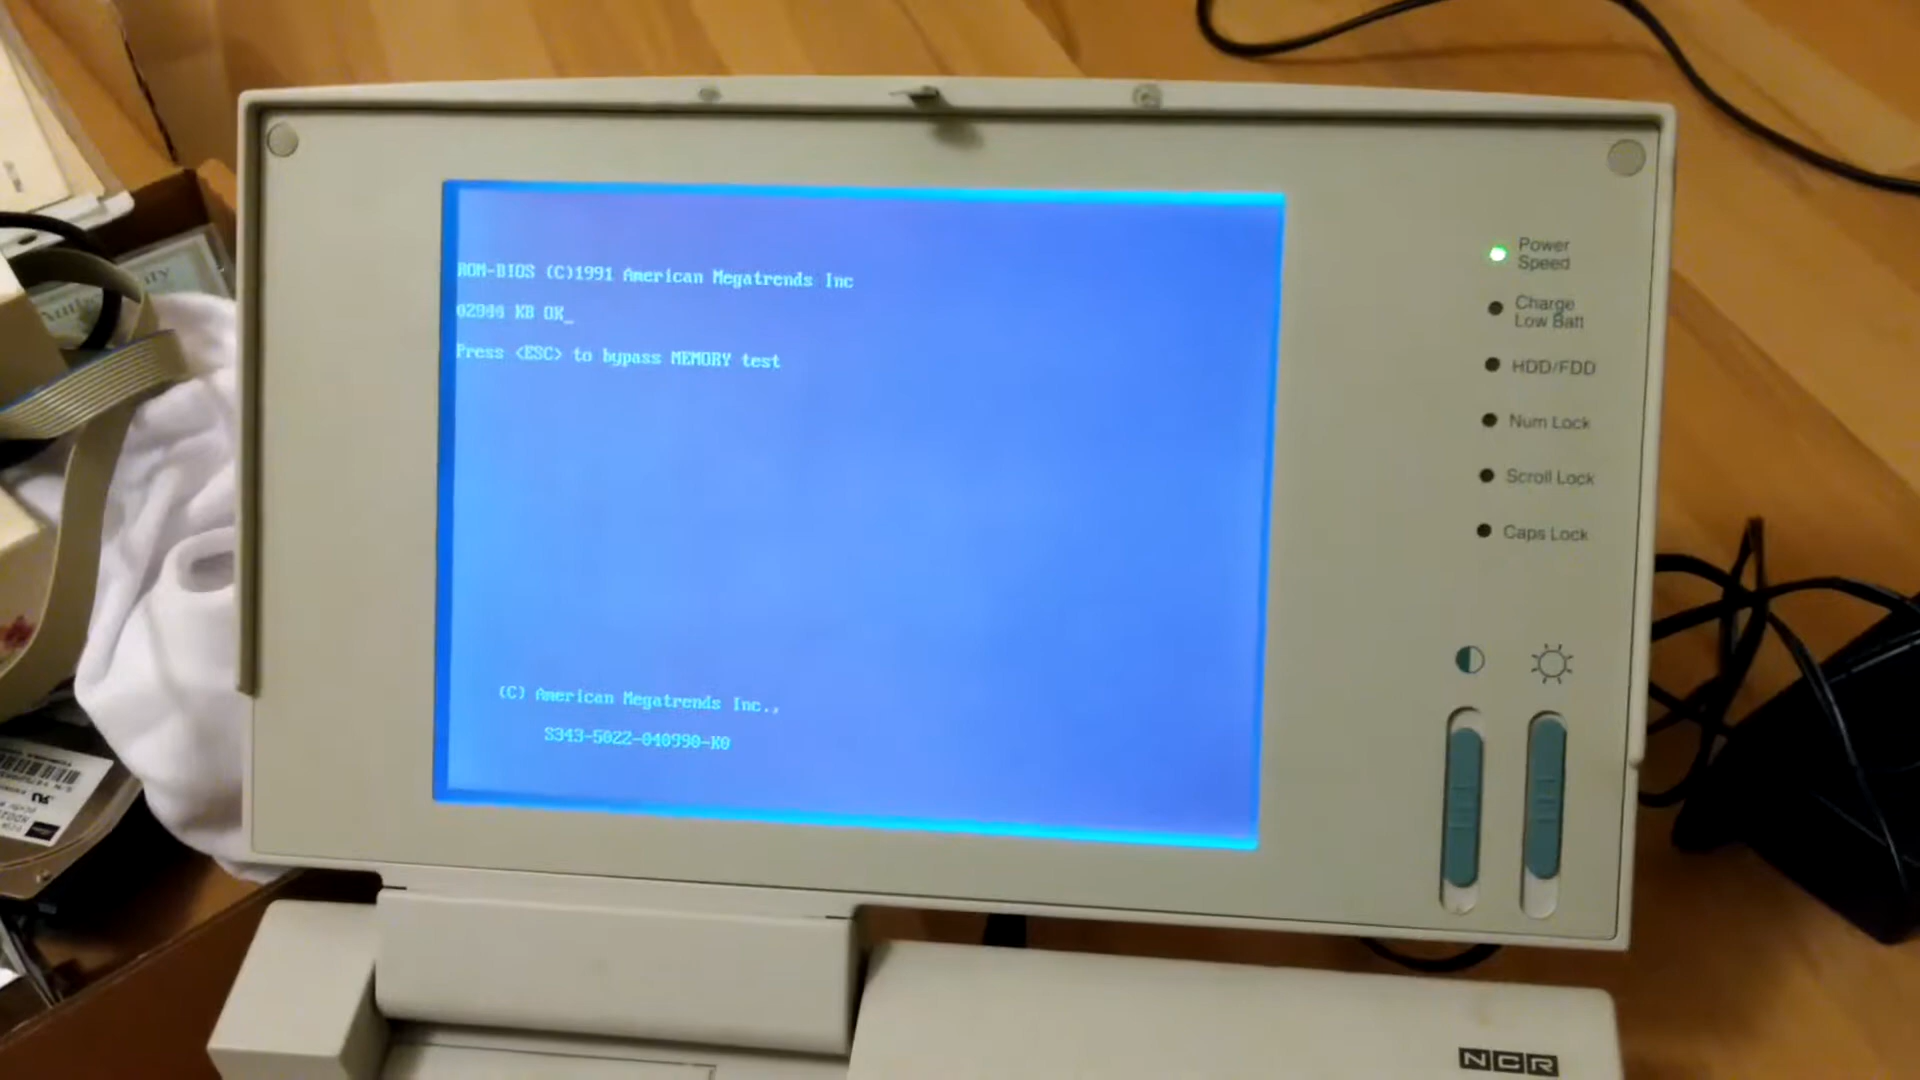 ROM-BIOS (C)1991 American Megatrends Inc
KB OK_
Press <ESC> to bypass MEMORY test
(C) American Megatrends Inc.,
S343-5022-040990-K0
Power
Speed
Charge
Low Batt
HDD/FDD
Num Lock
Scroll Lock
Caps Lock
NCR